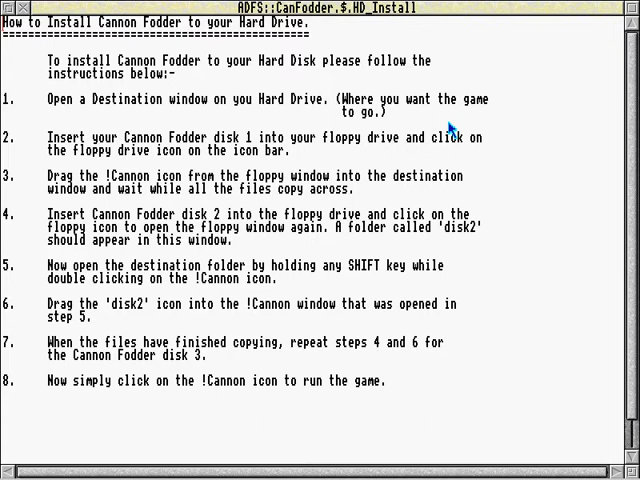 ADFS::CanFodder.$.HD_Install
How to Install Cannon Fodder to your Hard Drive.
================================================
To install Cannon Fodder to your Hard Disk please follow the
instructions below:-
1. Open a Destination window on you Hard Drive. (Where you want the game
to go.)
2. Insert your Cannon Fodder disk 1 into your floppy drive and click on
the floppy drive icon on the icon bar.
3. Drag the !Cannon icon from the floppy window into the destination
window and wait while all the files copy across.
4. Insert Cannon Fodder disk 2 into the floppy drive and click on the
floppy icon to open the floppy window again. A folder called 'disk2'
should appear in this window.
5. Now open the destination folder by holding any SHIFT key while
double clicking on the !Cannon icon.
6. Drag the 'disk2' icon into the !Cannon window that was opened in
step 5.
7. When the files have finished copying, repeat steps 4 and 6 for
the Cannon Fodder disk 3.
8. Now simply click on the !Cannon icon to run the game.